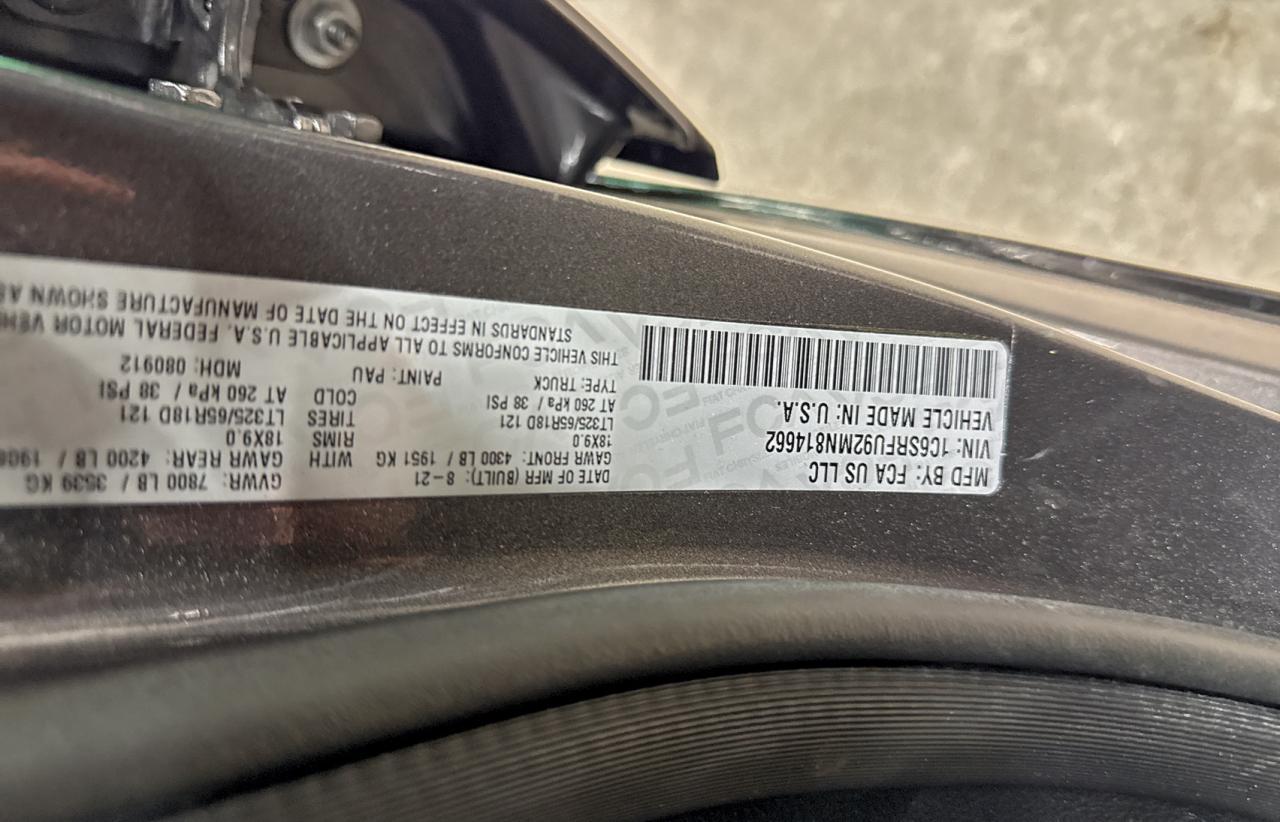 MFD BY: FCA US LLC.
VIN: 1C6SRFU92MN814662
VEHICLE MADE IN: U.S.A.
DATE OF MFR (BUILT): 8-21 GVWR: 7800 LB / 3539 KG
GAWR FRONT: 4300 LB / 1951 KG WITH GAWR REAR: 4200 LB /
18X9.0 RIMS 18X9.0
LT325/65R18D 121 TIRES LT325/65R18D 121
AT 260 kPa / 38 PSI COLD AT 260 kPa / 38 PSI
TYPE: TRUCK PAINT: PAU MDH: 080912
THIS VEHICLE CONFORMS TO ALL APPLICABLE U.S.A. FEDERAL MOTOR
STANDARDS IN EFFECT ON THE DATE OF MANUFACTURE SHOWN